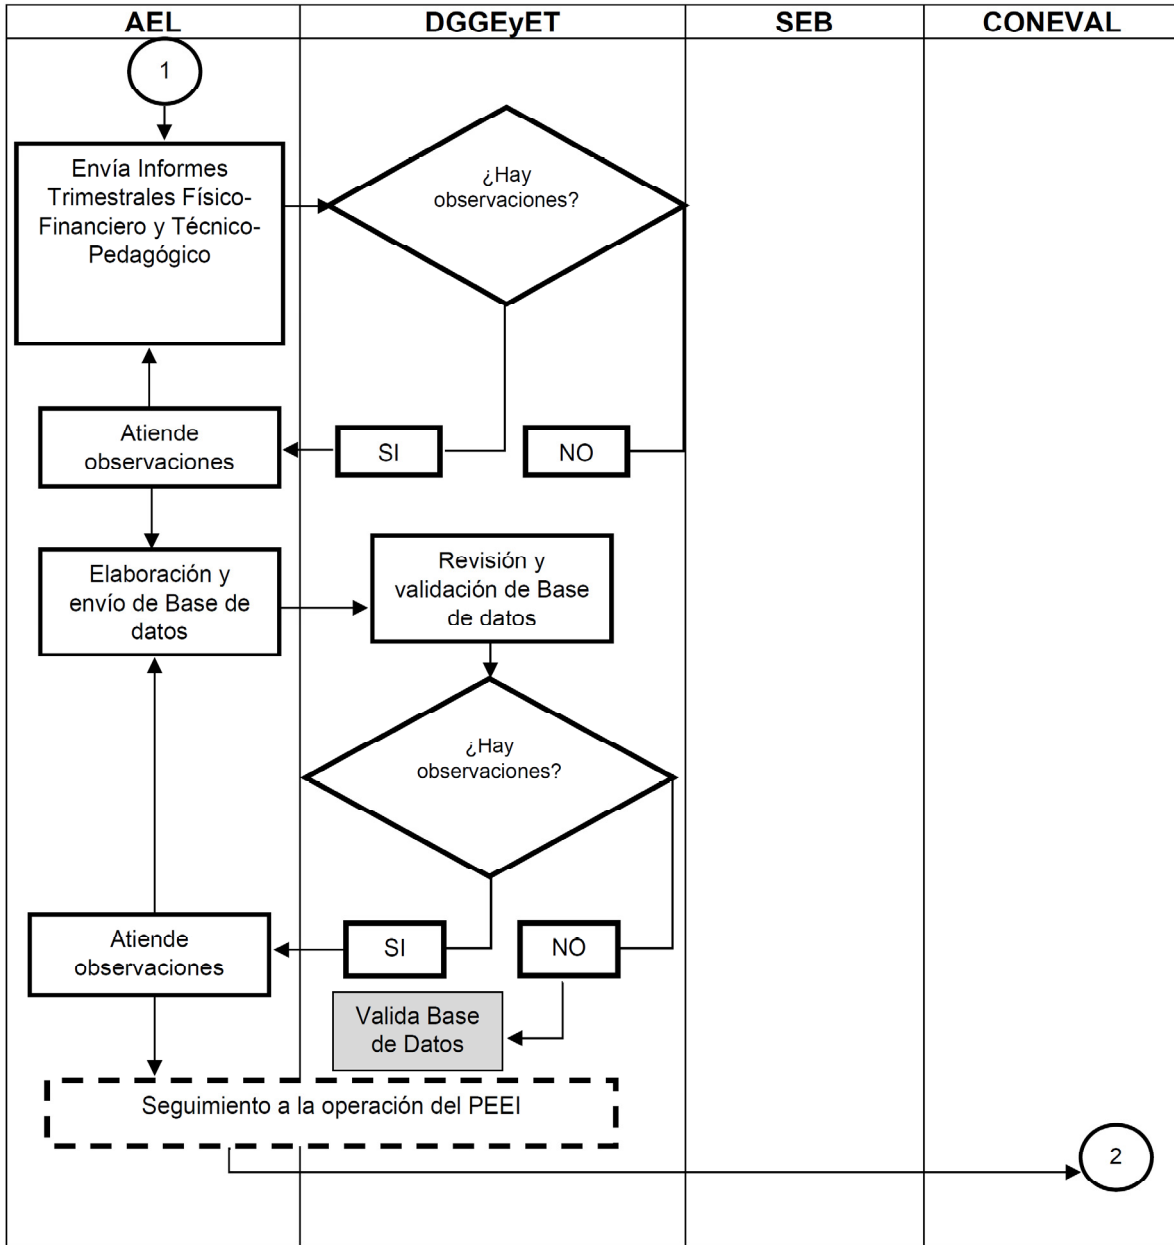 AEL DGGEyET SEB CONEVAL
1
Envía Informes
Trimestrales Físico-
Financiero y Técnico-
Pedagógico
¿Hay
observaciones?
Atiende
observaciones
SI
NO
Elaboración y
envío de Base de
datos
Revisión y
validación de Base
de datos
¿Hay
observaciones?
Atiende
observaciones
SI
NO
Valida Base
de Datos
Seguimiento a la operación del PEEI
2